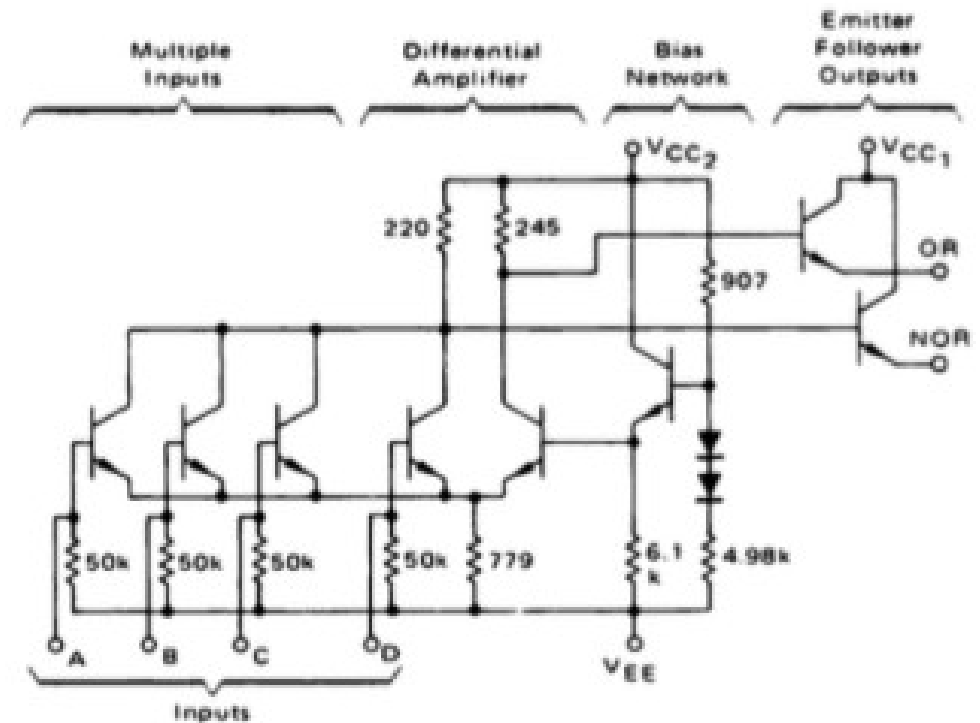 Multiple
Inputs
Differential
Amplifier
Bias
Network
Emitter
Follower
Outputs
VCC2
VCC1
220
245
907
OR
NOR
50k
50k
50k
50k
779
6.1
k
4.98k
A
B
C
D
VEE
Inputs